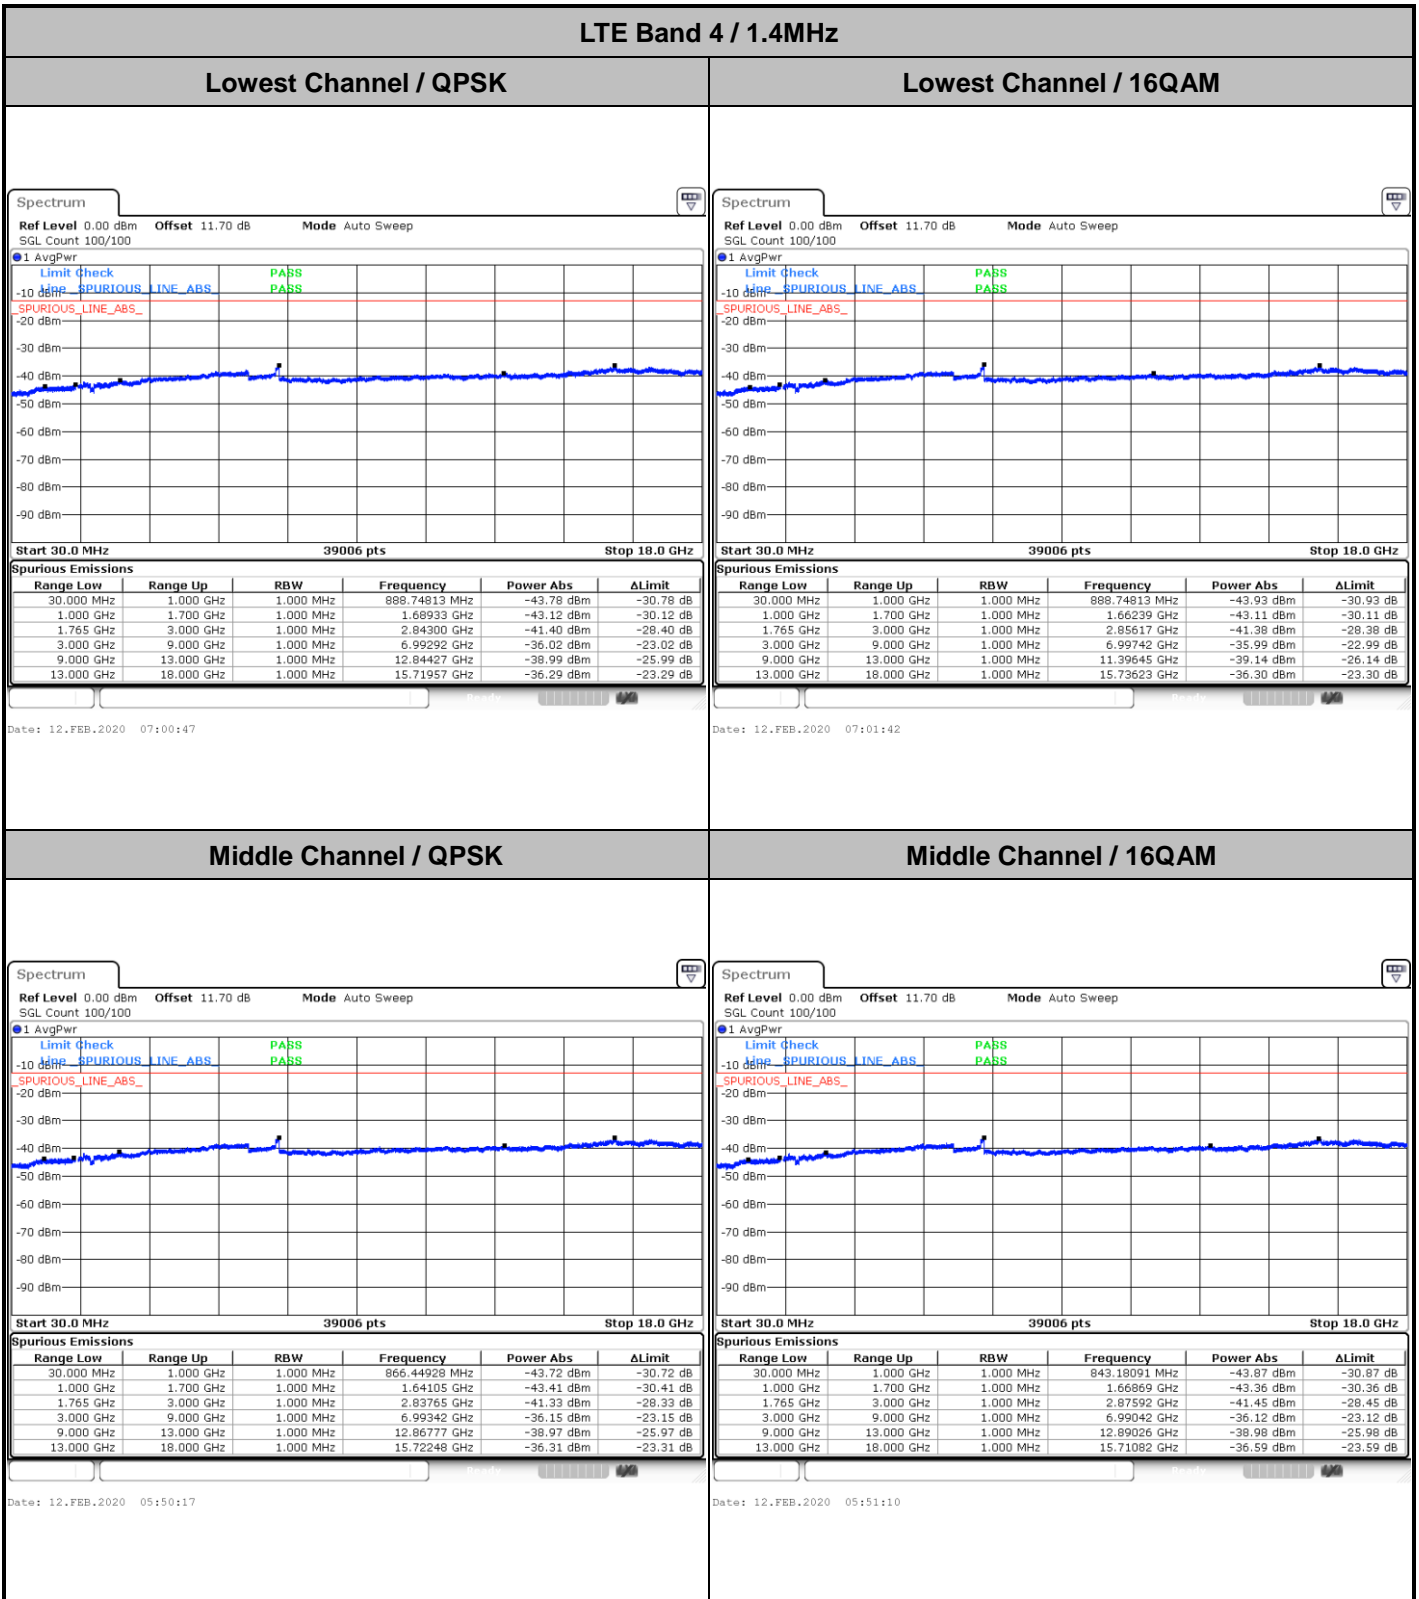 LTE Band 4 / 1.4MHz
Lowest Channel / QPSK
Lowest Channel / 16QAM
Spectrum
Ref Level 0.00 dBm Offset 11.70 dB Mode Auto Sweep
SGL Count 100/100
1 AvgPwr
Limit Check PASS
Line _SPURIOUS_LINE_ABS_ PASS
-10 dBm
_SPURIOUS_LINE_ABS_
-20 dBm
-30 dBm
-40 dBm
-50 dBm
-60 dBm
-70 dBm
-80 dBm
-90 dBm
Start 30.0 MHz 39006 pts Stop 18.0 GHz
Spurious Emissions
Range Low Range Up RBW Frequency Power Abs ΔLimit
30.000 MHz 1.000 GHz 1.000 MHz 888.74813 MHz -43.78 dBm -30.78 dB
1.000 GHz 1.700 GHz 1.000 MHz 1.68933 GHz -43.12 dBm -30.12 dB
1.765 GHz 3.000 GHz 1.000 MHz 2.84300 GHz -41.40 dBm -28.40 dB
3.000 GHz 9.000 GHz 1.000 MHz 6.99292 GHz -36.02 dBm -23.02 dB
9.000 GHz 13.000 GHz 1.000 MHz 12.84427 GHz -38.99 dBm -25.99 dB
13.000 GHz 18.000 GHz 1.000 MHz 15.71957 GHz -36.29 dBm -23.29 dB
Ready
Date: 12.FEB.2020 07:00:47
Spectrum
Ref Level 0.00 dBm Offset 11.70 dB Mode Auto Sweep
SGL Count 100/100
1 AvgPwr
Limit Check PASS
Line _SPURIOUS_LINE_ABS_ PASS
-10 dBm
_SPURIOUS_LINE_ABS_
-20 dBm
-30 dBm
-40 dBm
-50 dBm
-60 dBm
-70 dBm
-80 dBm
-90 dBm
Start 30.0 MHz 39006 pts Stop 18.0 GHz
Spurious Emissions
Range Low Range Up RBW Frequency Power Abs ΔLimit
30.000 MHz 1.000 GHz 1.000 MHz 888.74813 MHz -43.93 dBm -30.93 dB
1.000 GHz 1.700 GHz 1.000 MHz 1.66239 GHz -43.11 dBm -30.11 dB
1.765 GHz 3.000 GHz 1.000 MHz 2.85617 GHz -41.38 dBm -28.38 dB
3.000 GHz 9.000 GHz 1.000 MHz 6.99742 GHz -35.99 dBm -22.99 dB
9.000 GHz 13.000 GHz 1.000 MHz 11.39645 GHz -39.14 dBm -26.14 dB
13.000 GHz 18.000 GHz 1.000 MHz 15.73623 GHz -36.30 dBm -23.30 dB
Ready
Date: 12.FEB.2020 07:01:42
Middle Channel / QPSK
Middle Channel / 16QAM
Spectrum
Ref Level 0.00 dBm Offset 11.70 dB Mode Auto Sweep
SGL Count 100/100
1 AvgPwr
Limit Check PASS
Line _SPURIOUS_LINE_ABS_ PASS
-10 dBm
_SPURIOUS_LINE_ABS_
-20 dBm
-30 dBm
-40 dBm
-50 dBm
-60 dBm
-70 dBm
-80 dBm
-90 dBm
Start 30.0 MHz 39006 pts Stop 18.0 GHz
Spurious Emissions
Range Low Range Up RBW Frequency Power Abs ΔLimit
30.000 MHz 1.000 GHz 1.000 MHz 866.44928 MHz -43.72 dBm -30.72 dB
1.000 GHz 1.700 GHz 1.000 MHz 1.64105 GHz -43.41 dBm -30.41 dB
1.765 GHz 3.000 GHz 1.000 MHz 2.83765 GHz -41.33 dBm -28.33 dB
3.000 GHz 9.000 GHz 1.000 MHz 6.99342 GHz -36.15 dBm -23.15 dB
9.000 GHz 13.000 GHz 1.000 MHz 12.86777 GHz -38.97 dBm -25.97 dB
13.000 GHz 18.000 GHz 1.000 MHz 15.72248 GHz -36.31 dBm -23.31 dB
Ready
Date: 12.FEB.2020 05:50:17
Spectrum
Ref Level 0.00 dBm Offset 11.70 dB Mode Auto Sweep
SGL Count 100/100
1 AvgPwr
Limit Check PASS
Line _SPURIOUS_LINE_ABS_ PASS
-10 dBm
_SPURIOUS_LINE_ABS_
-20 dBm
-30 dBm
-40 dBm
-50 dBm
-60 dBm
-70 dBm
-80 dBm
-90 dBm
Start 30.0 MHz 39006 pts Stop 18.0 GHz
Spurious Emissions
Range Low Range Up RBW Frequency Power Abs ΔLimit
30.000 MHz 1.000 GHz 1.000 MHz 843.18091 MHz -43.87 dBm -30.87 dB
1.000 GHz 1.700 GHz 1.000 MHz 1.66869 GHz -43.36 dBm -30.36 dB
1.765 GHz 3.000 GHz 1.000 MHz 2.87592 GHz -41.45 dBm -28.45 dB
3.000 GHz 9.000 GHz 1.000 MHz 6.99042 GHz -36.12 dBm -23.12 dB
9.000 GHz 13.000 GHz 1.000 MHz 12.89026 GHz -38.98 dBm -25.98 dB
13.000 GHz 18.000 GHz 1.000 MHz 15.71082 GHz -36.59 dBm -23.59 dB
Ready
Date: 12.FEB.2020 05:51:10